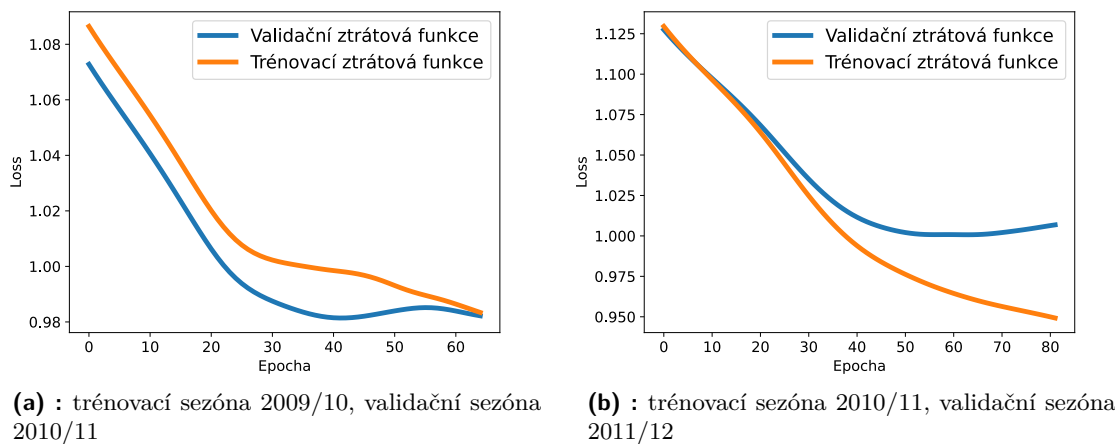 Validační ztrátová funkce
Trénovací ztrátová funkce
1.08
1.06
1.04
1.02
1.00
0.98
Loss
0 10 20 30 40 50 60
Epocha
(a) : trénovací sezóna 2009/10, validační sezóna
2010/11
Validační ztrátová funkce
Trénovací ztrátová funkce
1.125
1.100
1.075
1.050
1.025
1.000
0.975
0.950
Loss
0 10 20 30 40 50 60 70 80
Epocha
(b) : trénovací sezóna 2010/11, validační sezóna
2011/12